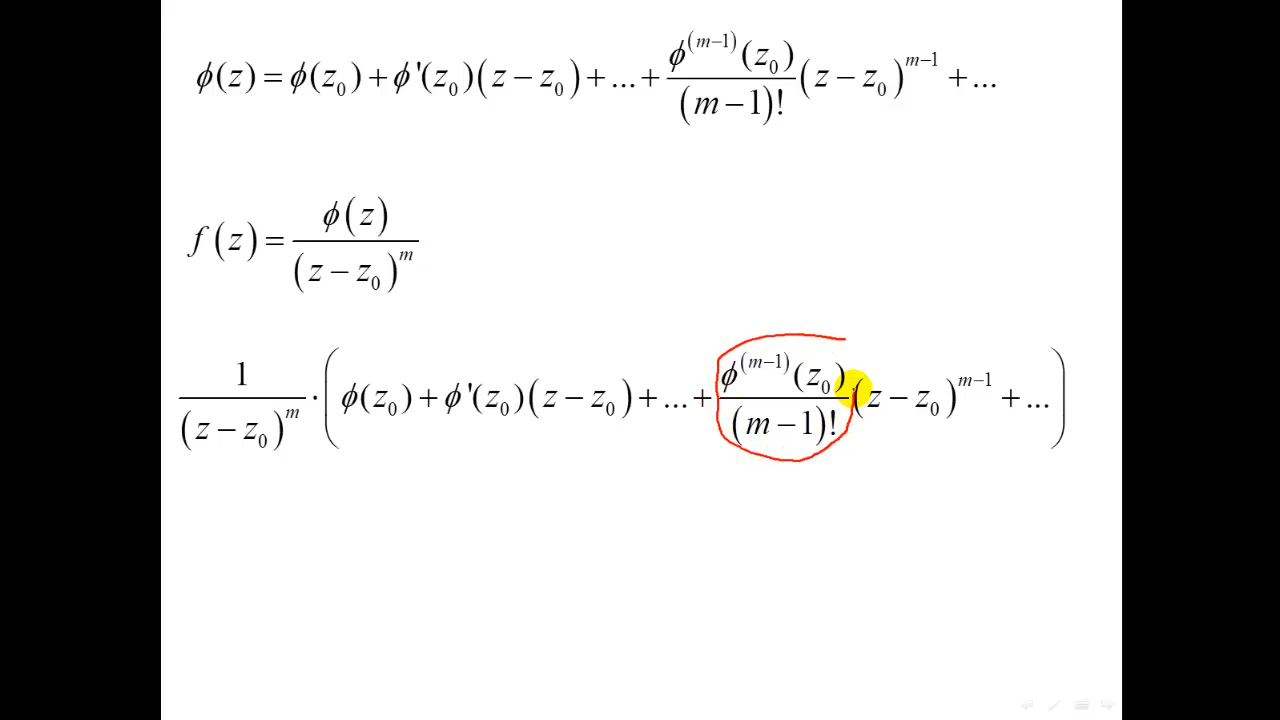 ϕ(z) = ϕ(z₀) + ϕ'(z₀)(z − z₀) + ... + ϕ^(m−1)(z₀) / (m − 1)! (z − z₀)^(m−1) + ...
f(z) = ϕ(z) / (z − z₀)^m
1 / (z − z₀)^m · ( ϕ(z₀) + ϕ'(z₀)(z − z₀) + ... + ϕ^(m−1)(z₀) / (m − 1)! (z − z₀)^(m−1) + ... )